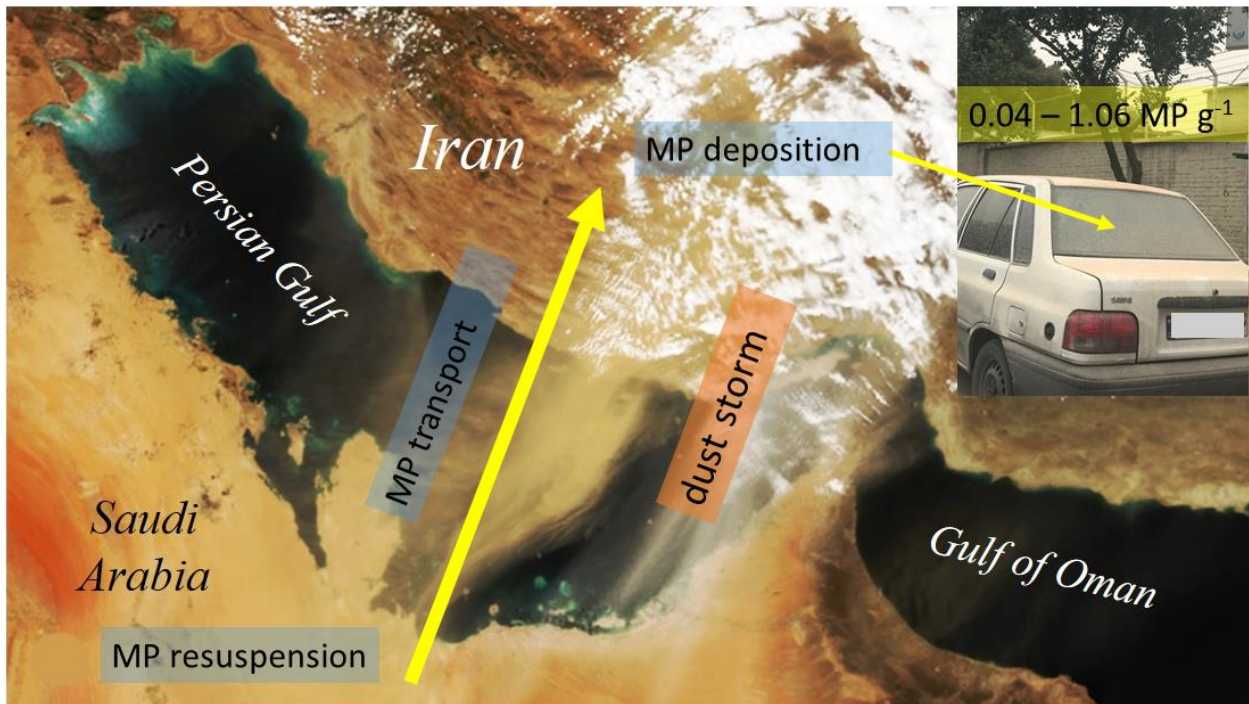 0.04 – 1.06 MP g⁻¹
Iran
MP deposition
Persian Gulf
MP transport
dust storm
Saudi
Arabia
Gulf of Oman
MP resuspension